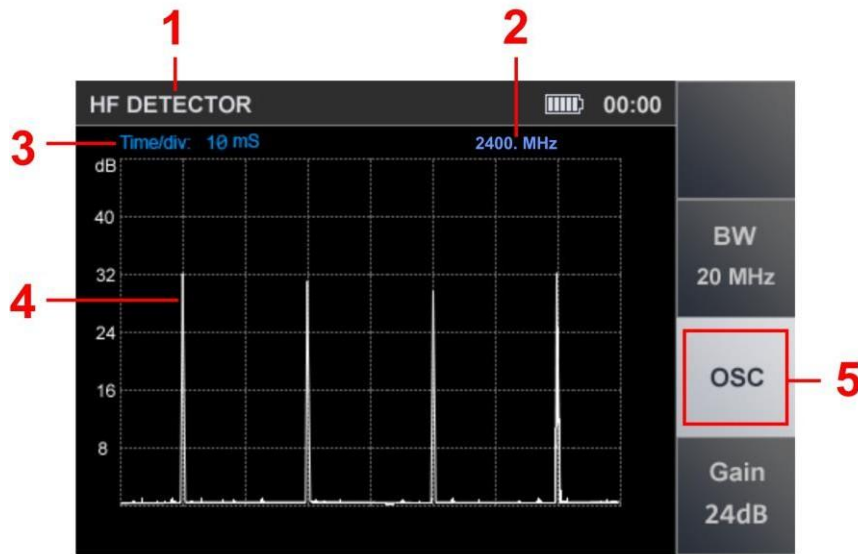 1
2
HF DETECTOR 00:00
3
Time/div: 10 mS 2400. MHz
dB
40
BW
32
20 MHz
4
24
OSC
5
16
8
Gain
24dB